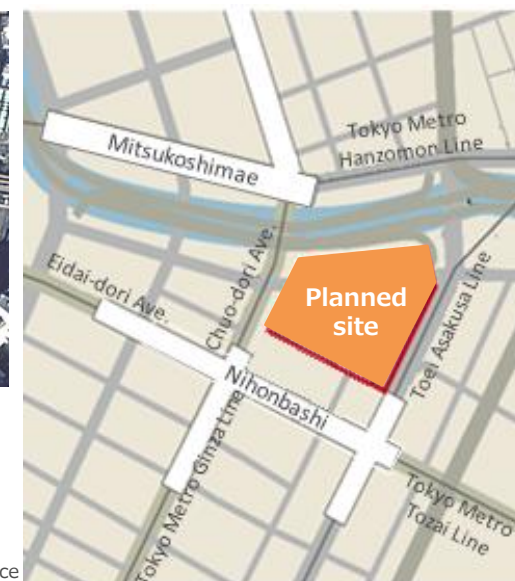 Tokyo Metro
Hanzomon Line
Mitsukoshimae
Chuo-dori Ave.
Eidai-dori Ave.
Planned
site
Toei Asakusa Line
Nihonbashi
Tokyo Metro Ginza Line
Tokyo Metro
Tozai Line